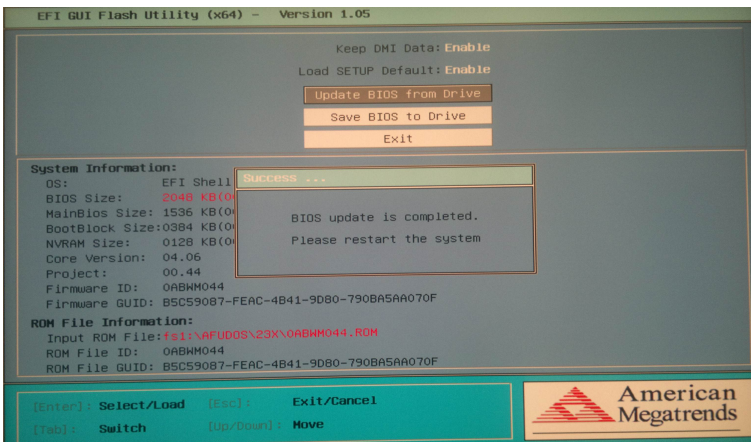 EFI GUI Flash Utility (x64) - Version 1.05
Keep DMI Data: Enable
Load SETUP Default: Enable
Update BIOS from Drive
Save BIOS to Drive
Exit
System Information:
OS: EFI Shell
BIOS Size: 2048 KB(0
MainBios Size: 1536 KB(0
BootBlock Size:0384 KB(0
NVRAM Size: 0128 KB(0
Core Version: 04.06
Project: 00.44
Firmware ID: 0ABWM044
Firmware GUID: B5C59087-FEAC-4B41-9D80-790BA5AA070F
Success ...
BIOS update is completed.
Please restart the system
ROM File Information:
Input ROM File:fs1:\AFUDOS\23X\0ABWM044.ROM
ROM File ID: 0ABWM044
ROM File GUID: B5C59087-FEAC-4B41-9D80-790BA5AA070F
[Enter]: Select/Load [Esc]: Exit/Cancel
[Tab]: Switch [Up/Down]: Move
American
Megatrends